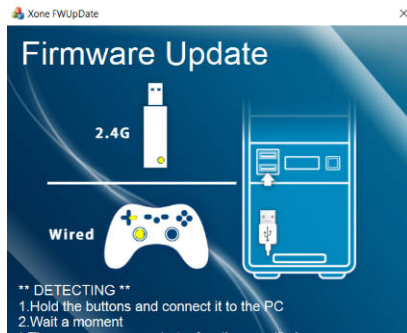 Xone FWUpDate
Firmware Update
2.4G
Wired
** DETECTING **
1.Hold the buttons and connect it to the PC
2.Wait a moment